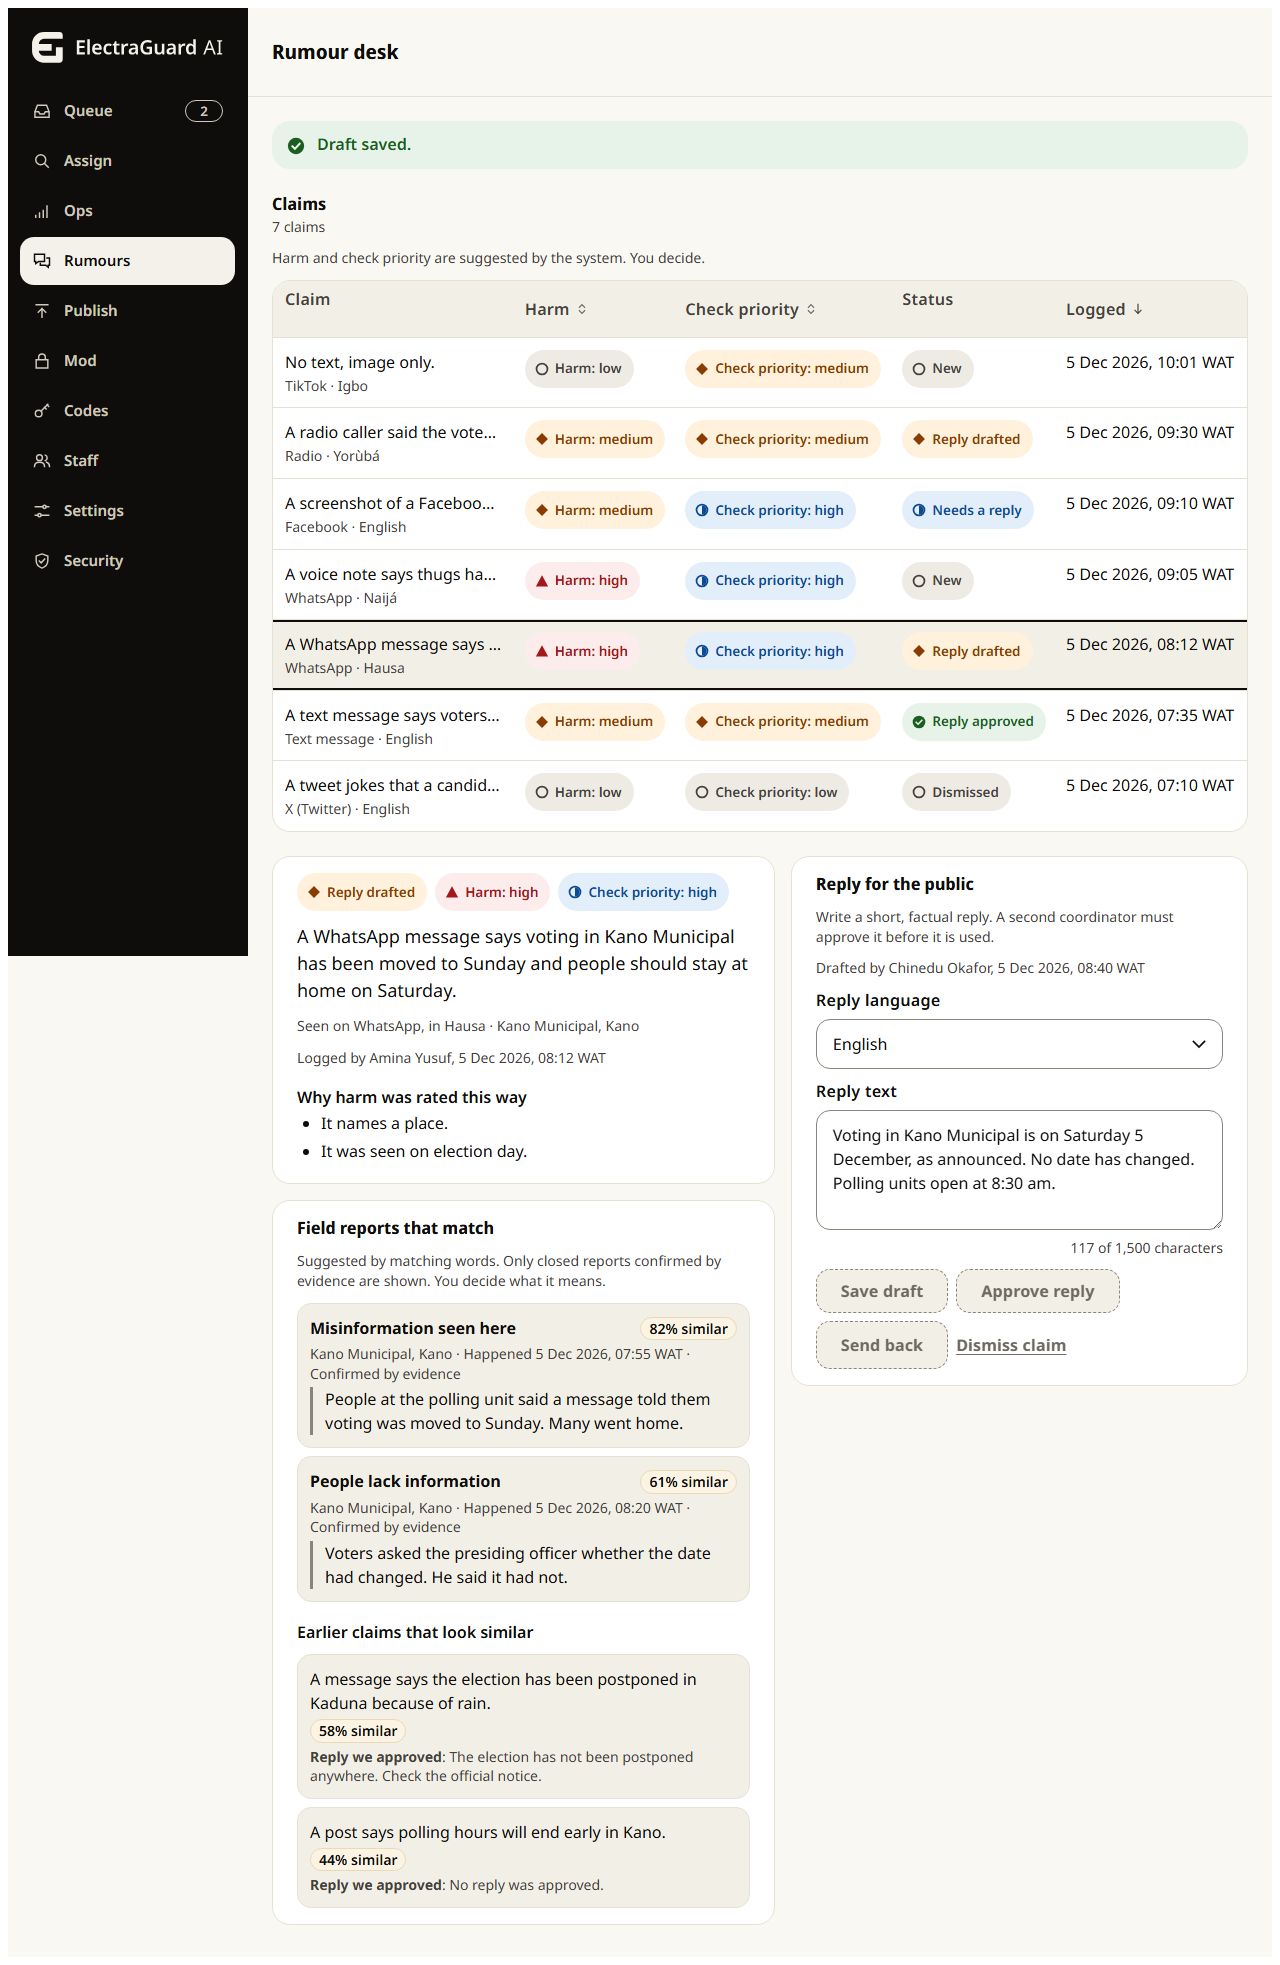 ElectraGuard AI
Queue 2
Assign
Ops
Rumours
Publish
Mod
Codes
Staff
Settings
Security
Rumour desk
Draft saved.
Claims
7 claims
Harm and check priority are suggested by the system. You decide.
Claim Harm Check priority Status Logged
No text, image only. Harm: low Check priority: medium New 5 Dec 2026, 10:01 WAT
TikTok · Igbo
A radio caller said the vote... Harm: medium Check priority: medium Reply drafted 5 Dec 2026, 09:30 WAT
Radio · Yorùbá
A screenshot of a Faceboo... Harm: medium Check priority: high Needs a reply 5 Dec 2026, 09:10 WAT
Facebook · English
A voice note says thugs ha... Harm: high Check priority: high New 5 Dec 2026, 09:05 WAT
WhatsApp · Naijá
A WhatsApp message says ... Harm: high Check priority: high Reply drafted 5 Dec 2026, 08:12 WAT
WhatsApp · Hausa
A text message says voters... Harm: medium Check priority: medium Reply approved 5 Dec 2026, 07:35 WAT
Text message · English
A tweet jokes that a candid... Harm: low Check priority: low Dismissed 5 Dec 2026, 07:10 WAT
X (Twitter) · English
Reply drafted Harm: high Check priority: high
A WhatsApp message says voting in Kano Municipal
has been moved to Sunday and people should stay at
home on Saturday.
Seen on WhatsApp, in Hausa · Kano Municipal, Kano
Logged by Amina Yusuf, 5 Dec 2026, 08:12 WAT
Why harm was rated this way
• It names a place.
• It was seen on election day.
Field reports that match
Suggested by matching words. Only closed reports confirmed by
evidence are shown. You decide what it means.
Misinformation seen here 82% similar
Kano Municipal, Kano · Happened 5 Dec 2026, 07:55 WAT ·
Confirmed by evidence
People at the polling unit said a message told them
voting was moved to Sunday. Many went home.
People lack information 61% similar
Kano Municipal, Kano · Happened 5 Dec 2026, 08:20 WAT ·
Confirmed by evidence
Voters asked the presiding officer whether the date
had changed. He said it had not.
Earlier claims that look similar
A message says the election has been postponed in
Kaduna because of rain.
58% similar
Reply we approved: The election has not been postponed
anywhere. Check the official notice.
A post says polling hours will end early in Kano.
44% similar
Reply we approved: No reply was approved.
Reply for the public
Write a short, factual reply. A second coordinator must
approve it before it is used.
Drafted by Chinedu Okafor, 5 Dec 2026, 08:40 WAT
Reply language
English
Reply text
Voting in Kano Municipal is on Saturday 5
December, as announced. No date has changed.
Polling units open at 8:30 am.
117 of 1,500 characters
Save draft Approve reply
Send back Dismiss claim